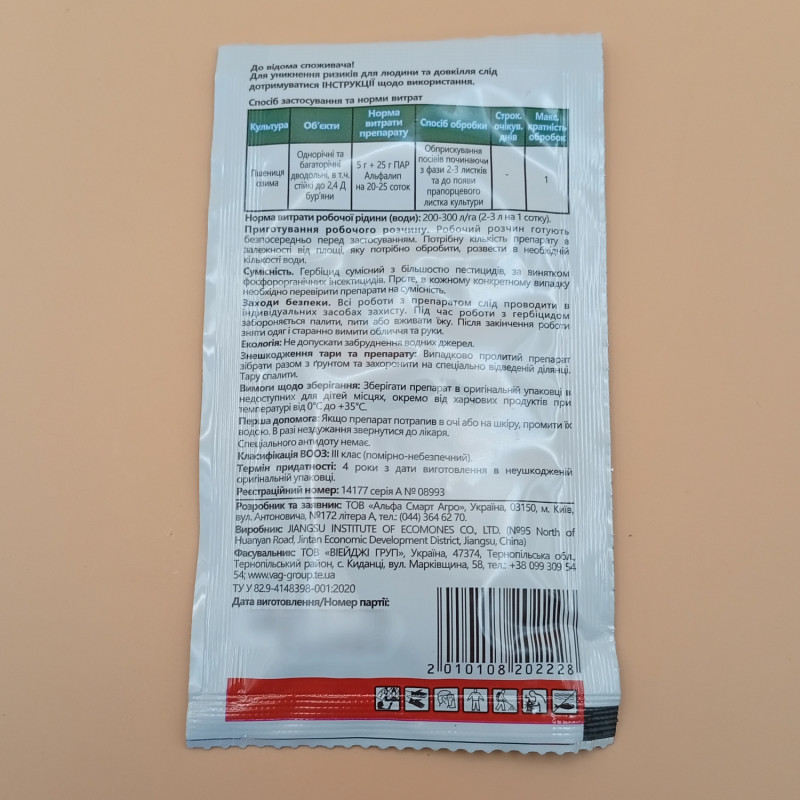 До відома споживача!
Для уникнення ризиків для людини та довкілля слід
дотримуватися ІНСТРУКЦІЇ щодо використання.
Спосіб застосування та норми витрат
Культура
Об'єкти
Норма
витрати
препарату
Спосіб обробки
Строк.
очікув.
днів
Макс.
кратність
обробок
Пшениця
озима
Однорічні та
багаторічні
дводольні, в т.ч.
стійкі до 2,4 Д
бур'яни
5 г + 25 г ПАР
Альфалип
на 20-25 соток
Обприскування
посівів починаючи
з фази 2-3 листків
та до появи
прапорцевого
листка культури
-
1
Норма витрати робочої рідини (води): 200-300 л/га (2-3 л на 1 сотку).
Приготування робочого розчину. Робочий розчин готують
безпосередньо перед застосуванням. Потрібну кількість препарату в
залежності від площі, яку потрібно обробити, розвести в необхідній
кількості води.
Сумісність. Гербіцид сумісний з більшостю пестицидів, за винятком
фосфорорганічних інсектицидів. Проте, в кожному конкретному випадку
необхідно перевірити препарати на сумісність.
Заходи безпеки. Всі роботи з препаратом слід проводити в
індивідуальних засобах захисту. Під час роботи з гербіцидом
забороняється палити, пити або вживати їжу. Після закінчення роботи
зняти одяг і старанно вимити обличчя та руки.
Екологія: Не допускати забруднення водних джерел.
Знешкодження тари та препарату: Випадково пролитий препарат
зібрати разом з ґрунтом та захоронити на спеціально відведеній ділянці.
Тару спалити.
Вимоги щодо зберігання: Зберігати препарат в оригінальній упаковці в
недоступних для дітей місцях, окремо від харчових продуктів при
температурі від 0°С до +35°С.
Перша допомога: Якщо препарат потрапив в очі або на шкіру, промити їх
водою. В разі нездужання звернутися до лікаря.
Спеціального антидоту немає.
Класифікація ВООЗ: III клас (помірно-небезпечний).
Термін придатності: 4 роки з дати виготовлення в неушкодженій
оригінальній упаковці.
Реєстраційний номер: 14177 серія А № 08993
Розробник та заявник: ТОВ «Альфа Смарт Агро», Україна, 03150, м. Київ,
вул. Антоновича, №172 літера А, тел.: (044) 364 62 70.
Виробник: JIANGSU INSTITUTE OF ECOMONES CO., LTD. (№95 North of
Huanyan Road, Jintan Economic Development District, Jiangsu, China)
Фасувальник: ТОВ «ВІЕЙДЖІ ГРУП», Україна, 47374, Тернопільська обл.,
Тернопільський район, с. Киданці, вул. Марківщина, 58, тел.: +38 099 309 54
54; www.vag-group.te.ua
ТУ У 82.9-4148398-001:2020
Дата виготовлення/Номер партії:
2 010108 202228